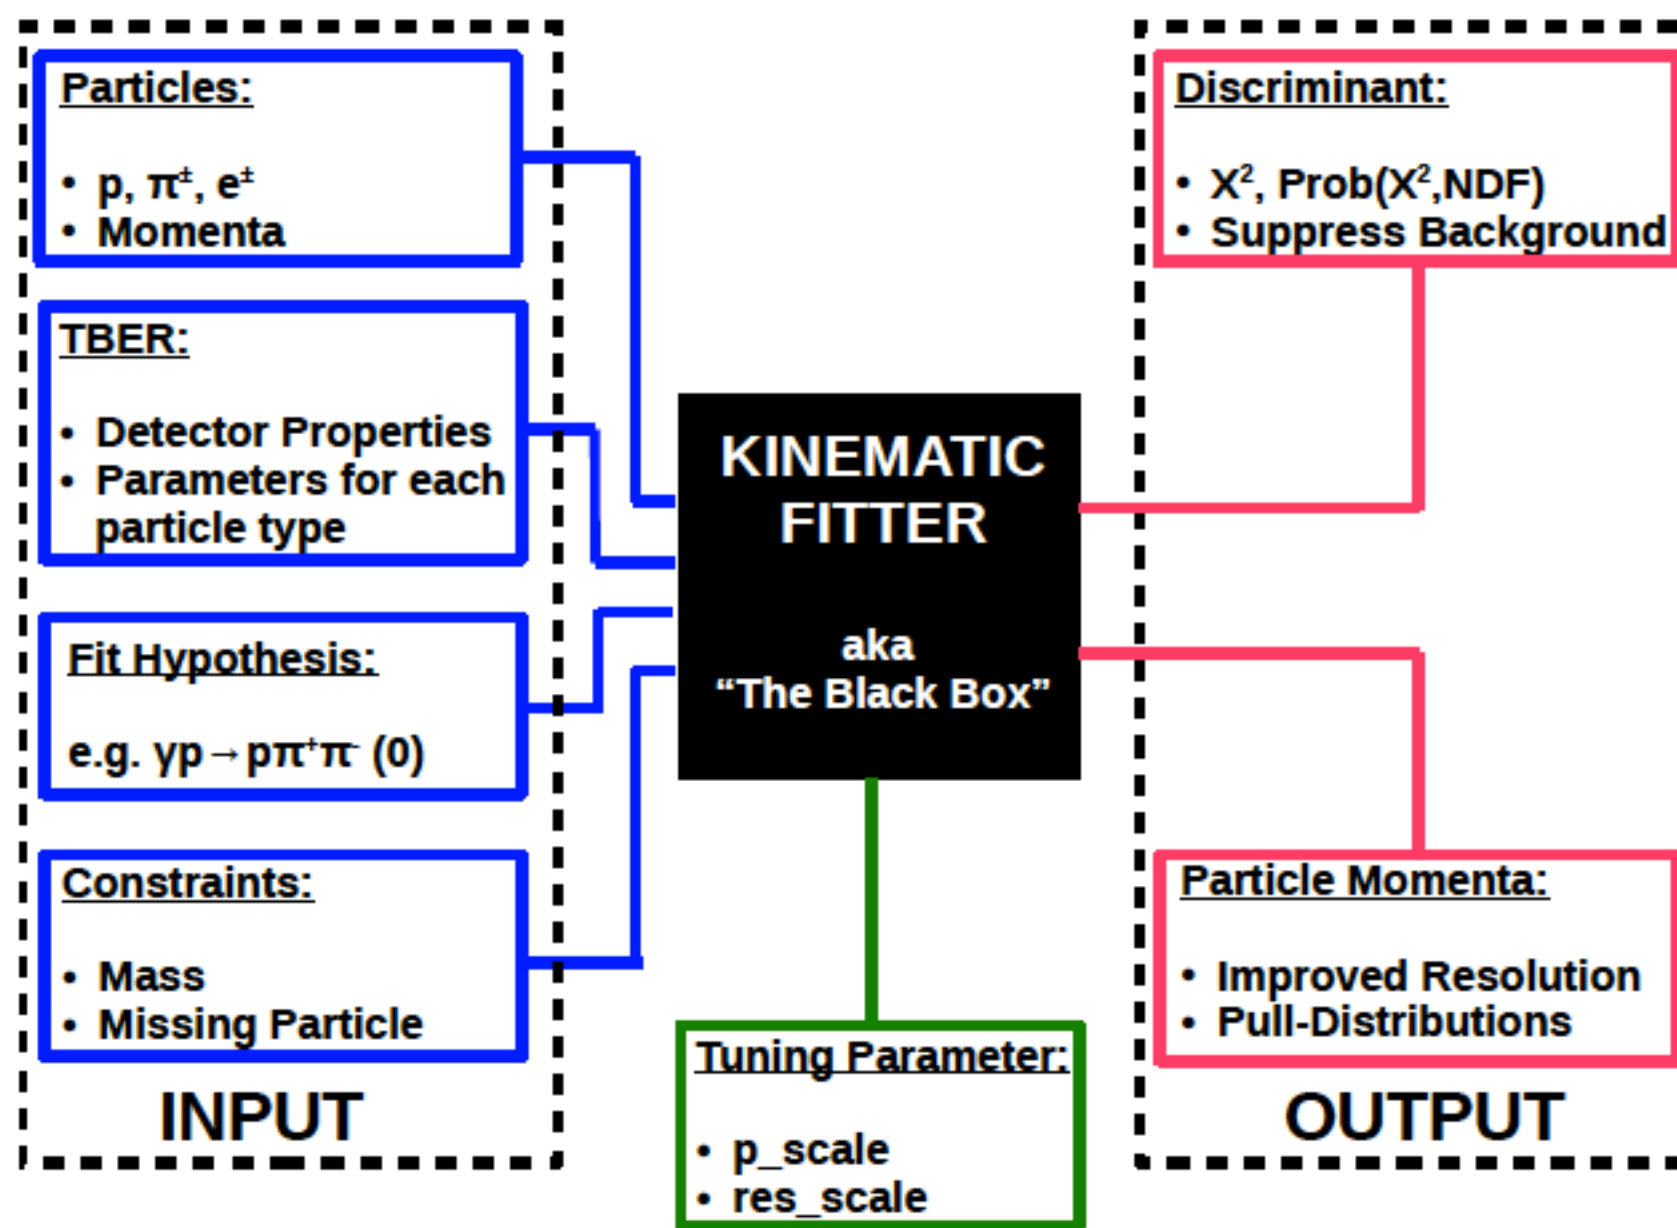 Particles:
• p, π±, e±
• Momenta
TBER:
• Detector Properties
• Parameters for each
particle type
Fit Hypothesis:
e.g. γp→pπ⁺π⁻ (0)
Constraints:
• Mass
• Missing Particle
INPUT
KINEMATIC
FITTER
aka
“The Black Box”
Tuning Parameter:
• p_scale
• res_scale
Discriminant:
• X², Prob(X²,NDF)
• Suppress Background
Particle Momenta:
• Improved Resolution
• Pull-Distributions
OUTPUT